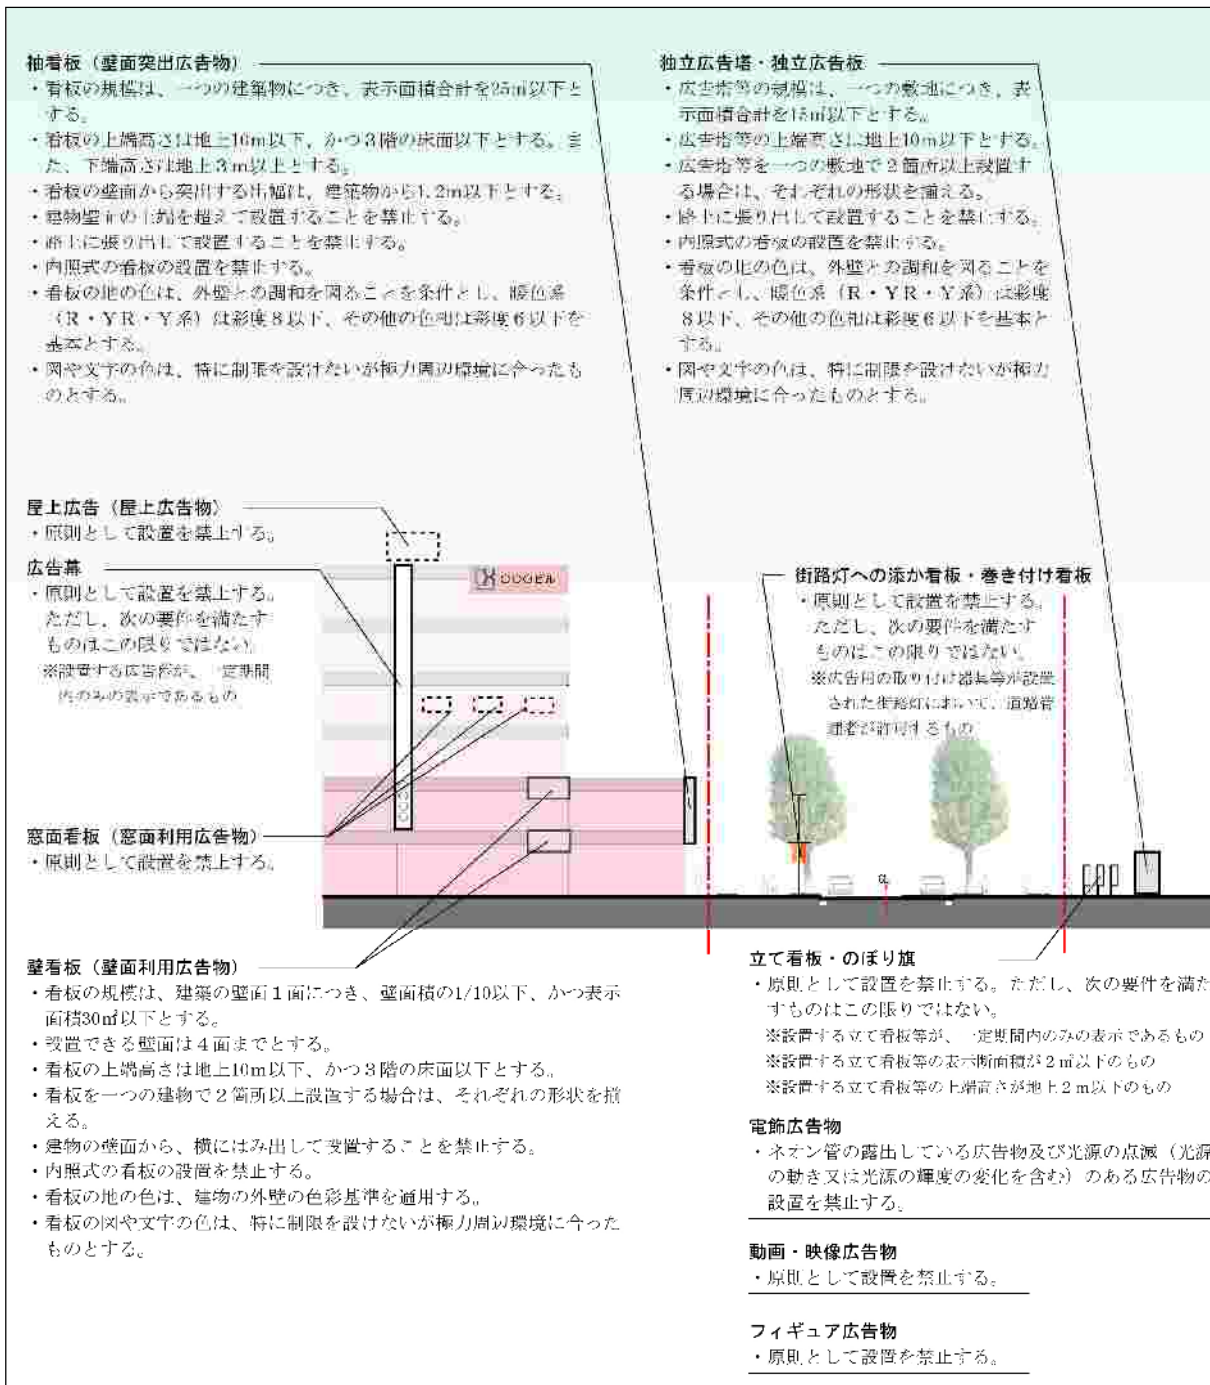 袖看板（壁面突出広告物）
・看板の規模は、一つの建築物につき、表示面積合計を25㎡以下と
する。
・看板の上端高さは地上10m以下、かつ３階の床面以下とする。ま
た、下端高さは地上３m以上とする。
・看板の壁面から突出する出幅は、建築物から1.2m以下とする。
・建物壁面の上端を超えて設置することを禁止する。
・路上に張り出して設置することを禁止する。
・内照式の看板の設置を禁止する。
・看板の地の色は、外壁との調和を図ることを条件とし、暖色系
（R・YR・Y系）は彩度８以下、その他の色相は彩度６以下を
基本とする。
・図や文字の色は、特に制限を設けないが極力周辺環境に合ったも
のとする。
独立広告塔・独立広告板
・広告塔等の規模は、一つの敷地につき、表
示面積合計を15㎡以下とする。
・広告塔等の上端高さは地上10m以下とする。
・広告塔等を一つの敷地で２箇所以上設置す
る場合は、それぞれの形状を揃える。
・路上に張り出して設置することを禁止する。
・内照式の看板の設置を禁止する。
・看板の地の色は、外壁との調和を図ることを
条件とし、暖色系（R・YR・Y系）は彩度
８以下、その他の色相は彩度６以下を基本と
する。
・図や文字の色は、特に制限を設けないが極力
周辺環境に合ったものとする。
屋上広告（屋上広告物）
・原則として設置を禁止する。
広告幕
・原則として設置を禁止する。
ただし、次の要件を満たす
ものはこの限りではない。
※設置する広告幕が、一定期間
内のみの表示であるもの
〇〇〇ビル
街路灯への添加看板・巻き付け看板
・原則として設置を禁止する。
ただし、次の要件を満たす
ものはこの限りではない。
※広告用の取り付け器具等が設置
された街路灯において、道路管
理者が許可するもの
窓面看板（窓面利用広告物）
・原則として設置を禁止する。
壁看板（壁面利用広告物）
・看板の規模は、建築の壁面１面につき、壁面積の1/10以下、かつ表示
面積30㎡以下とする。
・設置できる壁面は４面までとする。
・看板の上端高さは地上10m以下、かつ３階の床面以下とする。
・看板を一つの建物で２箇所以上設置する場合は、それぞれの形状を揃
える。
・建物の壁面から、横にはみ出して設置することを禁止する。
・内照式の看板の設置を禁止する。
・看板の地の色は、建物の外壁の色彩基準を適用する。
・看板の図や文字の色は、特に制限を設けないが極力周辺環境に合った
ものとする。
立て看板・のぼり旗
・原則として設置を禁止する。ただし、次の要件を満た
すものはこの限りではない。
※設置する立て看板等が、一定期間内のみの表示であるもの
※設置する立て看板等の表示断面積が２㎡以下のもの
※設置する立て看板等の上端高さが地上２m以下のもの
電飾広告物
・ネオン管の露出している広告物及び光源の点滅（光源
の動き又は光源の輝度の変化を含む）のある広告物の
設置を禁止する。
動画・映像広告物
・原則として設置を禁止する。
フィギュア広告物
・原則として設置を禁止する。